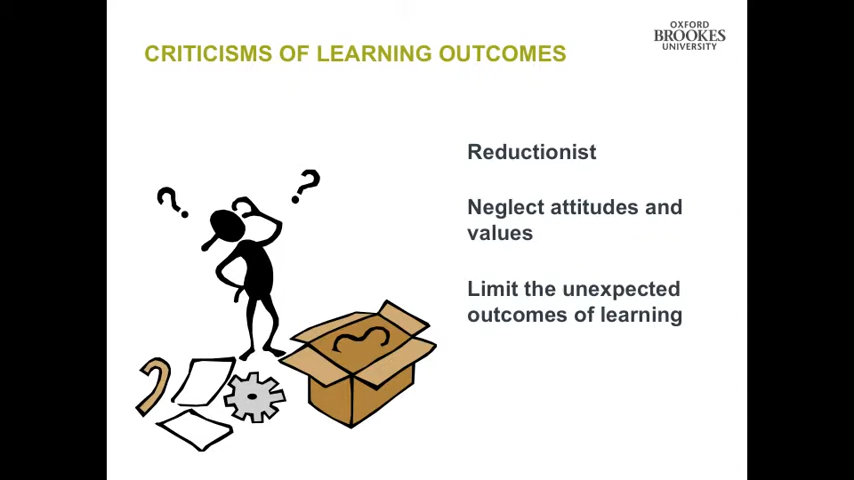 CRITICISMS OF LEARNING OUTCOMES
OXFORD
BROOKES
UNIVERSITY
Reductionist
Neglect attitudes and
values
Limit the unexpected
outcomes of learning
? ?